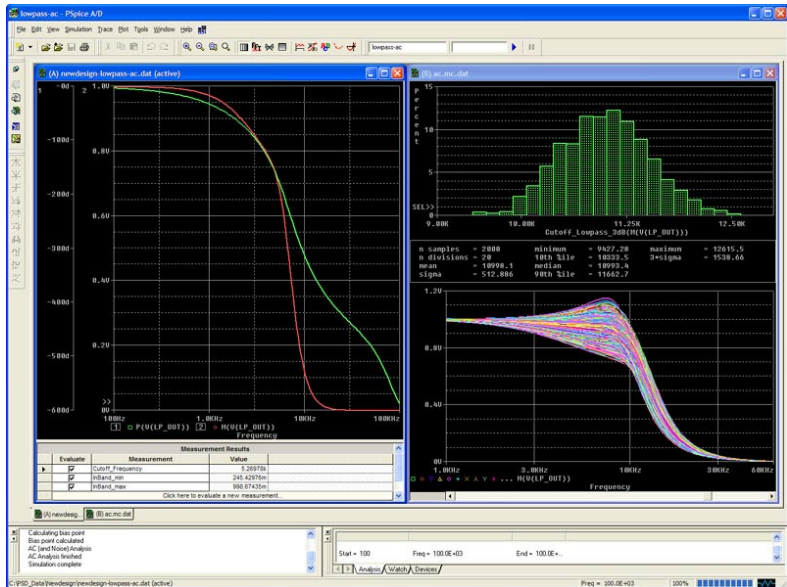 lowpass-ac - PSpice A/D
File Edit View Simulation Trace Plot Tools Window Help
lowpass-ac
(A) newdesign-lowpass-ac.dat (active)
1 -0d 2 1.0V
-100d
0.8V
-200d
0.6V
-300d
0.4V
-400d
-500d
0.2V
>>
-600d 0V
100Hz 1.0KHz 10KHz 100KHz
1 P(V(LP_OUT)) 2 M(V(LP_OUT))
Frequency
Measurement Results
Evaluate Measurement Value
Cutoff_Frequency 5.26978k
InBand_min 245.42976m
InBand_max 998.67435m
Click here to evaluate a new measurement...
(B) ac.mc.dat
Percent
15
10
5
SEL>>
0
9.00K 10.00K 11.25K 12.50K
Cutoff_Lowpass_3dB(M(V(LP_OUT)))
n samples = 2000 minimum = 9427.28 maximum = 12615.5
n divisions = 20 10th %ile = 10333.5 3*sigma = 1538.66
mean = 10998.1 median = 10993.4
sigma = 512.886 90th %ile = 11662.7
1.2V
0.8V
0.4V
0V
1.0KHz 3.0KHz 10KHz 30KHz 60KHz
... M(V(LP_OUT))
Frequency
(A) newdesig... (B) ac.mc.dat
Calculating bias point
Bias point calculated
AC (and Noise) Analysis
AC Analysis finished
Simulation complete
Start = 100 Freq = 100.0E+03 End = 100.0E+..
Analysis Watch Devices
C:\PSD_Data\Newdesign\newdesign-lowpass-ac.dat (active) Freq = 100.0E+03 100%